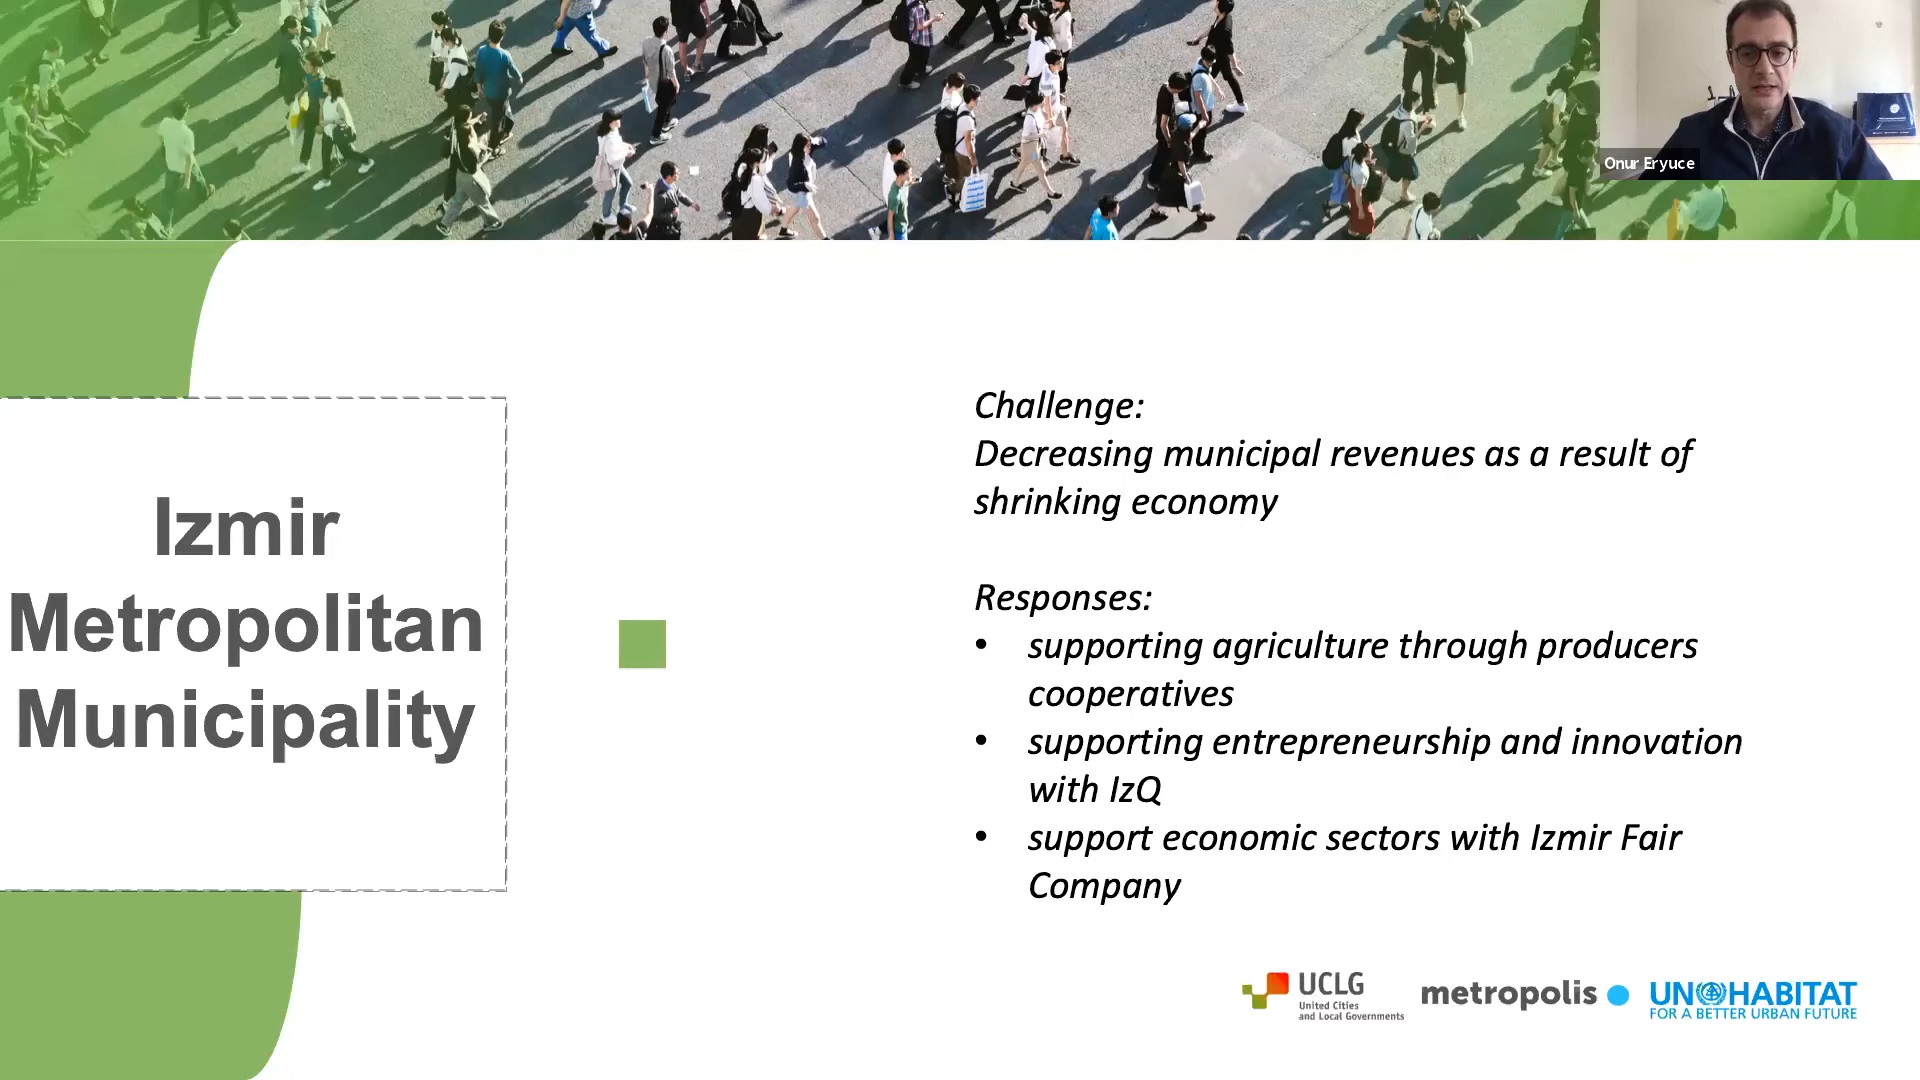 Onur Eryuce
Izmir
Metropolitan
Municipality
Challenge:
Decreasing municipal revenues as a result of
shrinking economy
Responses:
• supporting agriculture through producers
cooperatives
• supporting entrepreneurship and innovation
with IzQ
• support economic sectors with Izmir Fair
Company
UCLG
United Cities
and Local Governments
metropolis
UN HABITAT
FOR A BETTER URBAN FUTURE